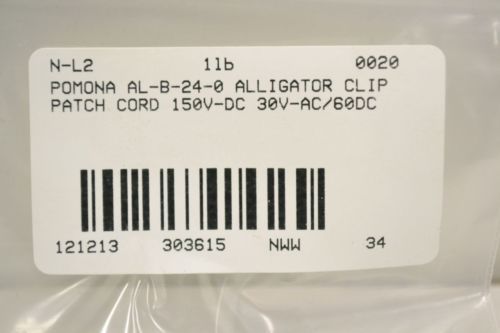 N-L2 1lb 0020
POMONA AL-B-24-0 ALLIGATOR CLIP
PATCH CORD 150V-DC 30V-AC/60DC
121213 303615 NWW 34